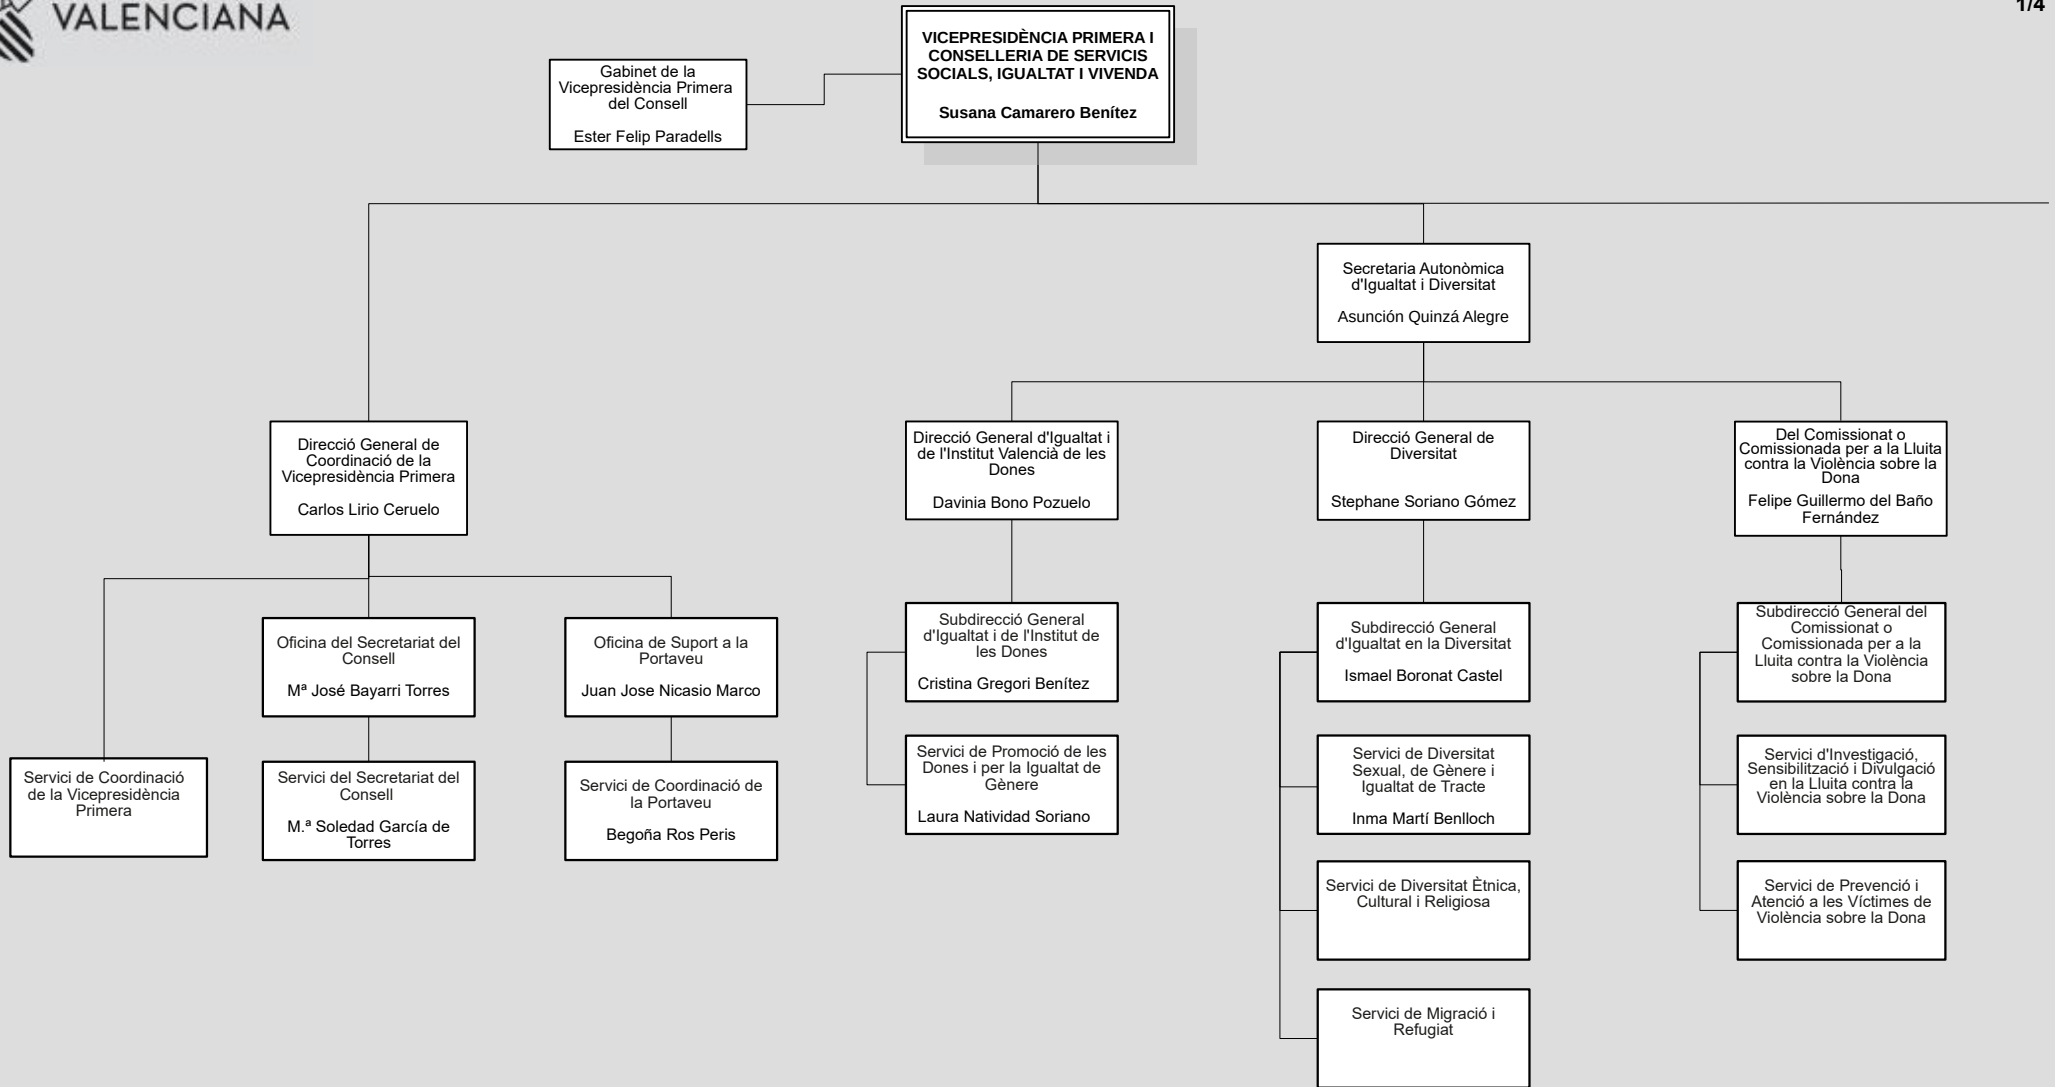 VALENCIANA
1/4
VICEPRESIDÈNCIA PRIMERA I
CONSELLERIA DE SERVICIS
SOCIALS, IGUALTAT I VIVENDA
Susana Camarero Benítez
Gabinet de la
Vicepresidència Primera
del Consell
Ester Felip Paradells
Secretaria Autonòmica
d'Igualtat i Diversitat
Asunción Quinzá Alegre
Direcció General de
Coordinació de la
Vicepresidència Primera
Carlos Lirio Ceruelo
Direcció General d'Igualtat i
de l'Institut Valencià de les
Dones
Davinia Bono Pozuelo
Direcció General de
Diversitat
Stephane Soriano Gómez
Del Comissionat o
Comissionada per a la Lluita
contra la Violència sobre la
Dona
Felipe Guillermo del Baño
Fernández
Oficina del Secretariat del
Consell
Mª José Bayarri Torres
Oficina de Suport a la
Portaveu
Juan Jose Nicasio Marco
Subdirecció General
d'Igualtat i de l'Institut de
les Dones
Cristina Gregori Benítez
Subdirecció General
d'Igualtat en la Diversitat
Ismael Boronat Castel
Subdirecció General del
Comissionat o
Comissionada per a la
Lluita contra la Violència
sobre la Dona
Servici de Coordinació
de la Vicepresidència
Primera
Servici del Secretariat del
Consell
M.ª Soledad García de
Torres
Servici de Coordinació de
la Portaveu
Begoña Ros Peris
Servici de Promoció de les
Dones i per la Igualtat de
Gènere
Laura Natividad Soriano
Servici de Diversitat
Sexual, de Gènere i
Igualtat de Tracte
Inma Martí Benlloch
Servici d'Investigació,
Sensibilització i Divulgació
en la Lluita contra la
Violència sobre la Dona
Servici de Diversitat Ètnica,
Cultural i Religiosa
Servici de Prevenció i
Atenció a les Víctimes de
Violència sobre la Dona
Servici de Migració i
Refugiat